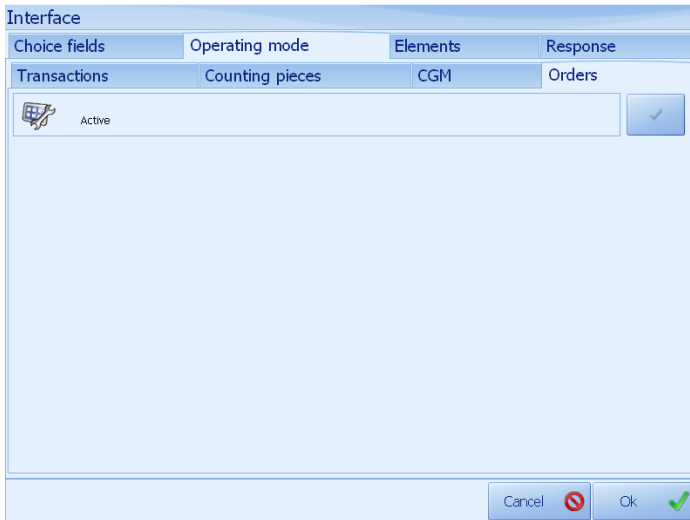 Interface
Choice fields Operating mode Elements Response
Transactions Counting pieces CGM Orders
Active
Cancel Ok